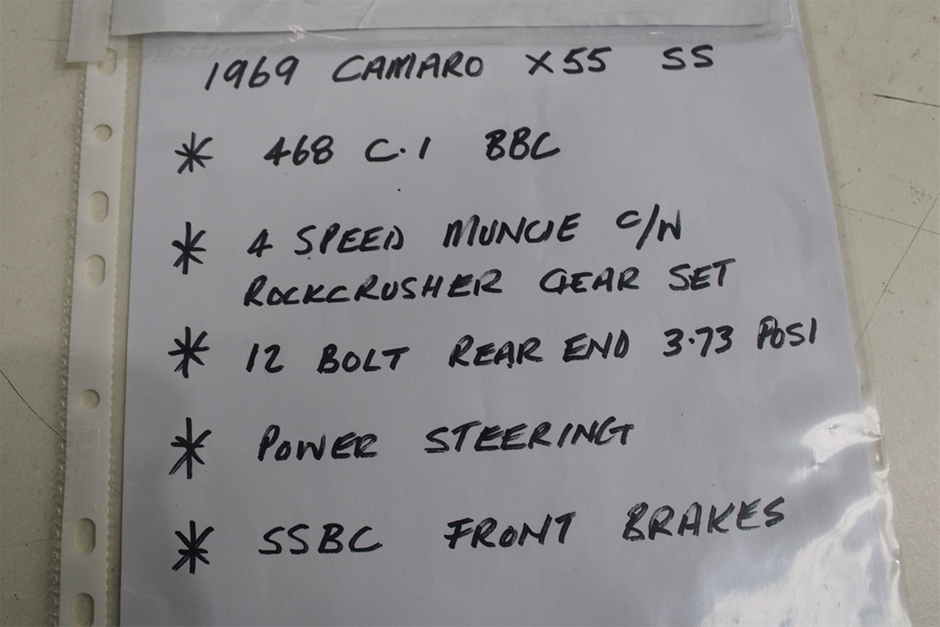 1969 CAMARO X55 SS
* 468 C.I BBC
* 4 SPEED MUNCIE C/W
ROCKCRUSHER GEAR SET
* 12 BOLT REAR END 3.73 POSI
* POWER STEERING
* SSBC FRONT BRAKES